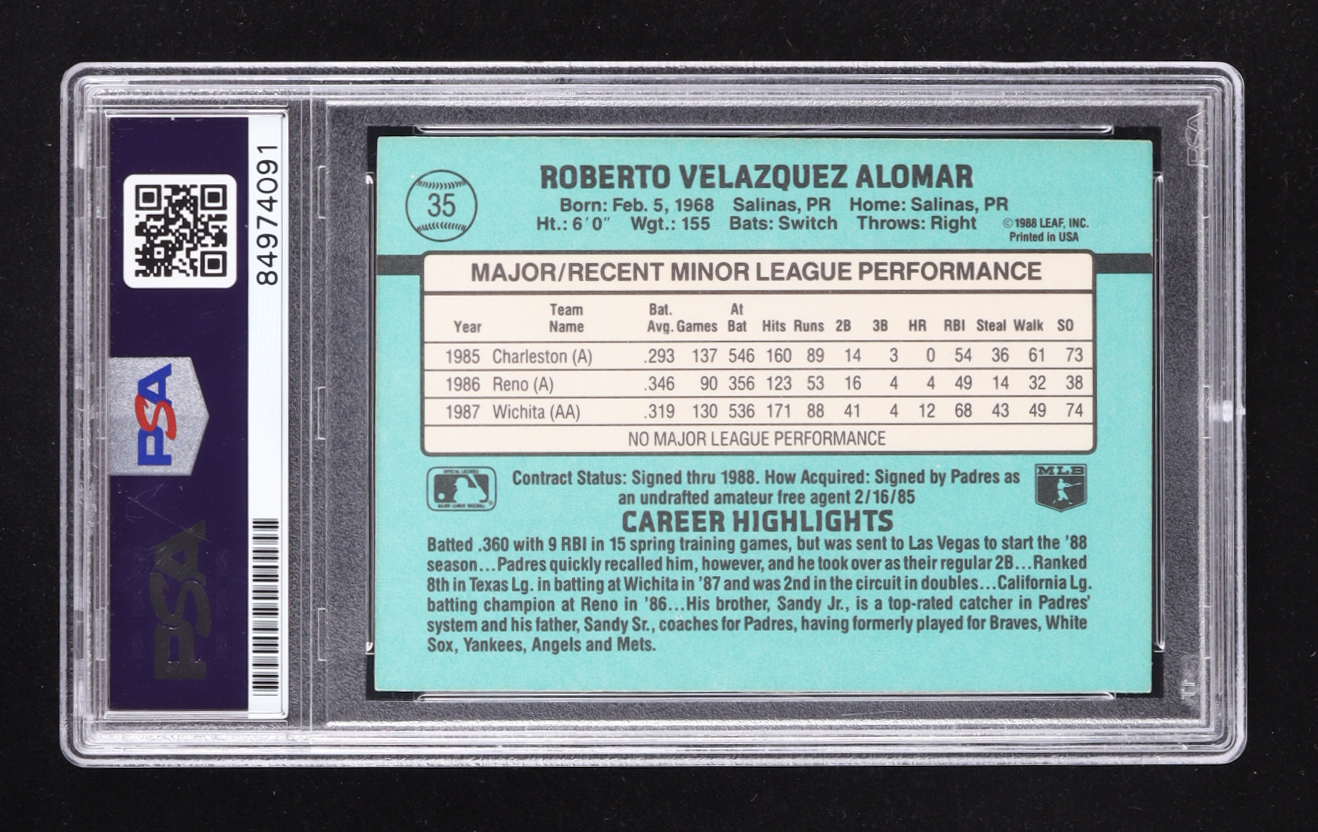 84974091
PSA
PSA
35
ROBERTO VELAZQUEZ ALOMAR
Born: Feb. 5, 1968 Salinas, PR Home: Salinas, PR
Ht.: 6'0" Wgt.: 155 Bats: Switch Throws: Right
©1988 LEAF, INC.
Printed in USA
MAJOR/RECENT MINOR LEAGUE PERFORMANCE
Year Team Name Bat. Avg. Games At Bat Hits Runs 2B 3B HR RBI Steal Walk SO
1985 Charleston (A) .293 137 546 160 89 14 3 0 54 36 61 73
1986 Reno (A) .346 90 356 123 53 16 4 4 49 14 32 38
1987 Wichita (AA) .319 130 536 171 88 41 4 12 68 43 49 74
NO MAJOR LEAGUE PERFORMANCE
Contract Status: Signed thru 1988. How Acquired: Signed by Padres as
an undrafted amateur free agent 2/16/85
MLB
CAREER HIGHLIGHTS
Batted .360 with 9 RBI in 15 spring training games, but was sent to Las Vegas to start the '88
season...Padres quickly recalled him, however, and he took over as their regular 2B...Ranked
8th in Texas Lg. in batting at Wichita in '87 and was 2nd in the circuit in doubles...California Lg.
batting champion at Reno in '86...His brother, Sandy Jr., is a top-rated catcher in Padres'
system and his father, Sandy Sr., coaches for Padres, having formerly played for Braves, White
Sox, Yankees, Angels and Mets.
PSA